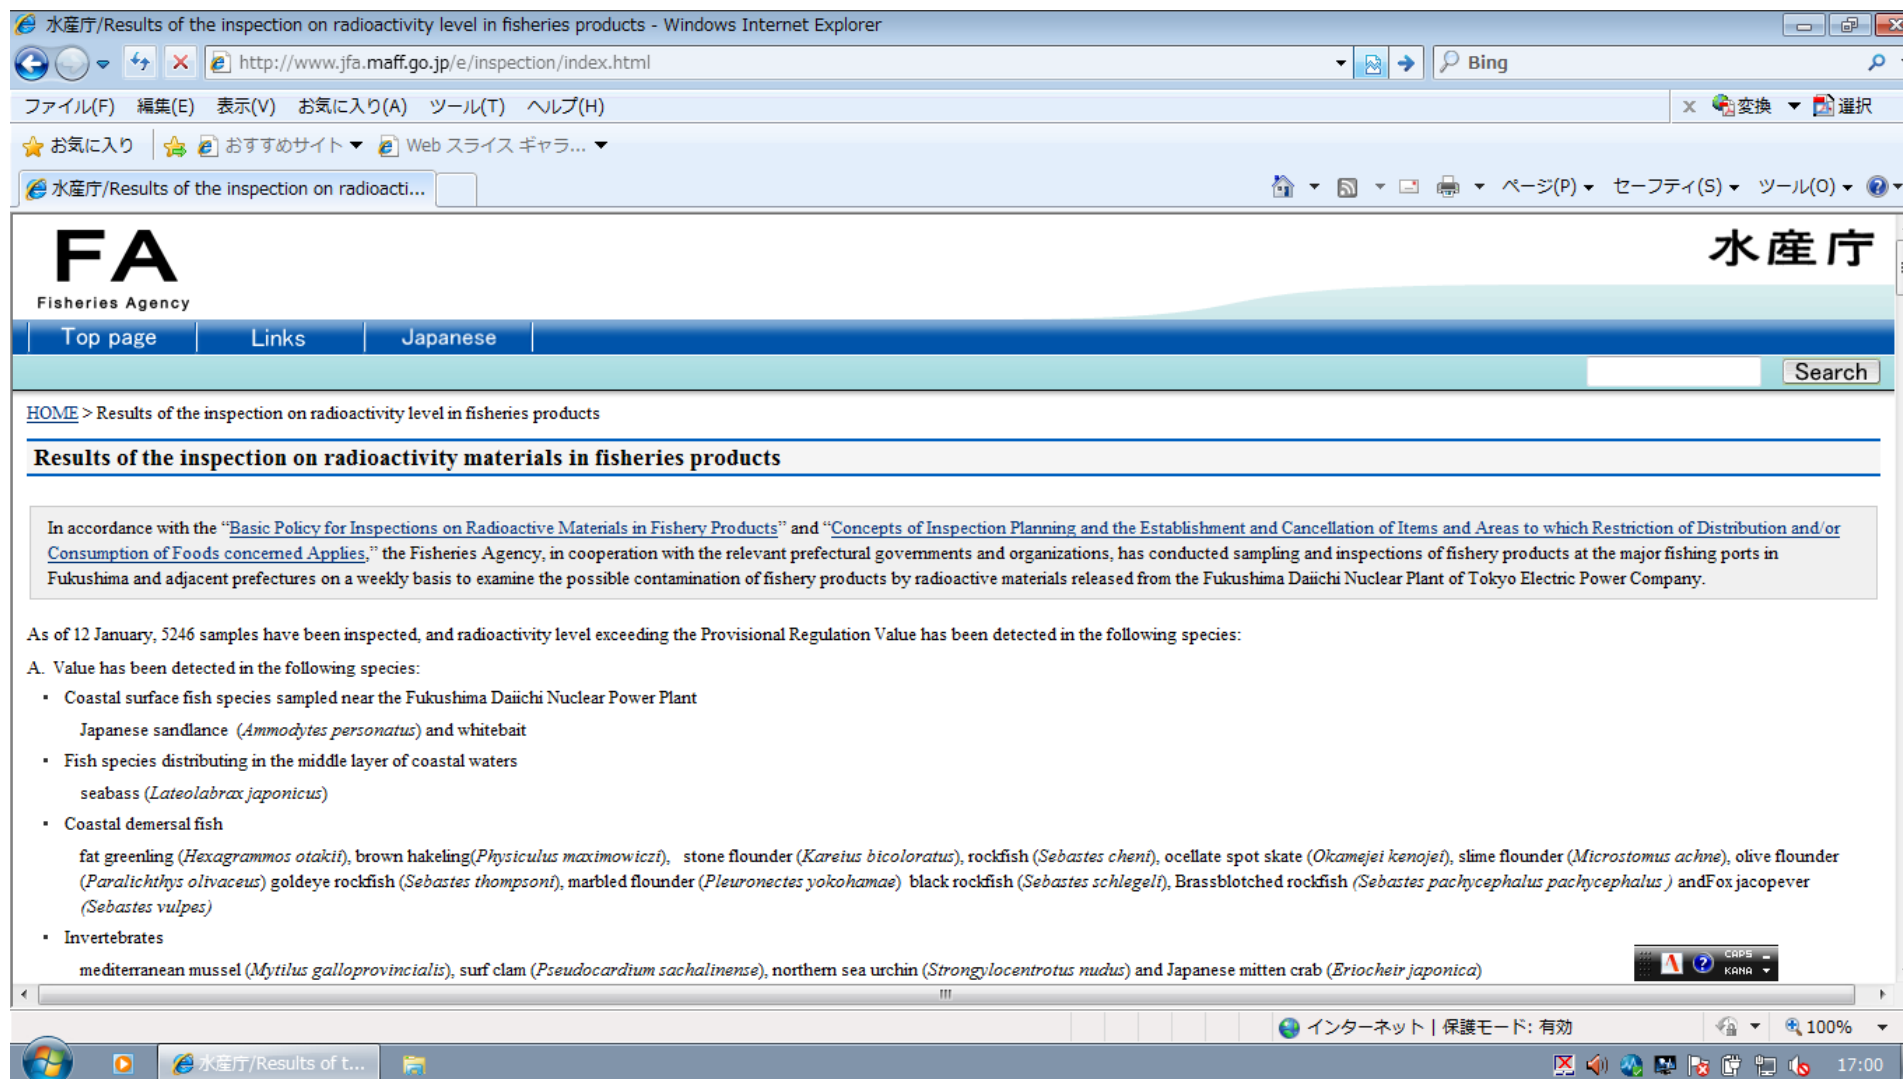 水産庁/Results of the inspection on radioactivity level in fisheries products - Windows Internet Explorer
http://www.jfa.maff.go.jp/e/inspection/index.html
Bing
ファイル(F) 編集(E) 表示(V) お気に入り(A) ツール(T) ヘルプ(H)
x 変換 選択
お気に入り おすすめサイト Web スライス ギャラ...
水産庁/Results of the inspection on radioacti...
ページ(P) セーフティ(S) ツール(O)
FA
Fisheries Agency
水産庁
Top page Links Japanese
Search
HOME > Results of the inspection on radioactivity level in fisheries products
Results of the inspection on radioactivity materials in fisheries products
In accordance with the “Basic Policy for Inspections on Radioactive Materials in Fishery Products” and “Concepts of Inspection Planning and the Establishment and Cancellation of Items and Areas to which Restriction of Distribution and/or
Consumption of Foods concerned Applies,” the Fisheries Agency, in cooperation with the relevant prefectural governments and organizations, has conducted sampling and inspections of fishery products at the major fishing ports in
Fukushima and adjacent prefectures on a weekly basis to examine the possible contamination of fishery products by radioactive materials released from the Fukushima Daiichi Nuclear Plant of Tokyo Electric Power Company.
As of 12 January, 5246 samples have been inspected, and radioactivity level exceeding the Provisional Regulation Value has been detected in the following species:
A. Value has been detected in the following species:
▪ Coastal surface fish species sampled near the Fukushima Daiichi Nuclear Power Plant
Japanese sandlance (Ammodytes personatus) and whitebait
▪ Fish species distributing in the middle layer of coastal waters
seabass (Lateolabrax japonicus)
▪ Coastal demersal fish
fat greenling (Hexagrammos otakii), brown hakeling(Physiculus maximowiczi), stone flounder (Kareius bicoloratus), rockfish (Sebastes cheni), ocellate spot skate (Okamejei kenojei), slime flounder (Microstomus achne), olive flounder
(Paralichthys olivaceus) goldeye rockfish (Sebastes thompsoni), marbled flounder (Pleuronectes yokohamae) black rockfish (Sebastes schlegeli), Brassblotched rockfish (Sebastes pachycephalus pachycephalus ) andFox jacopever
(Sebastes vulpes)
▪ Invertebrates
mediterranean mussel (Mytilus galloprovincialis), surf clam (Pseudocardium sachalinense), northern sea urchin (Strongylocentrotus nudus) and Japanese mitten crab (Eriocheir japonica)
A ? CAPS
KANA
インターネット | 保護モード: 有効
100%
水産庁/Results of t...
17:00